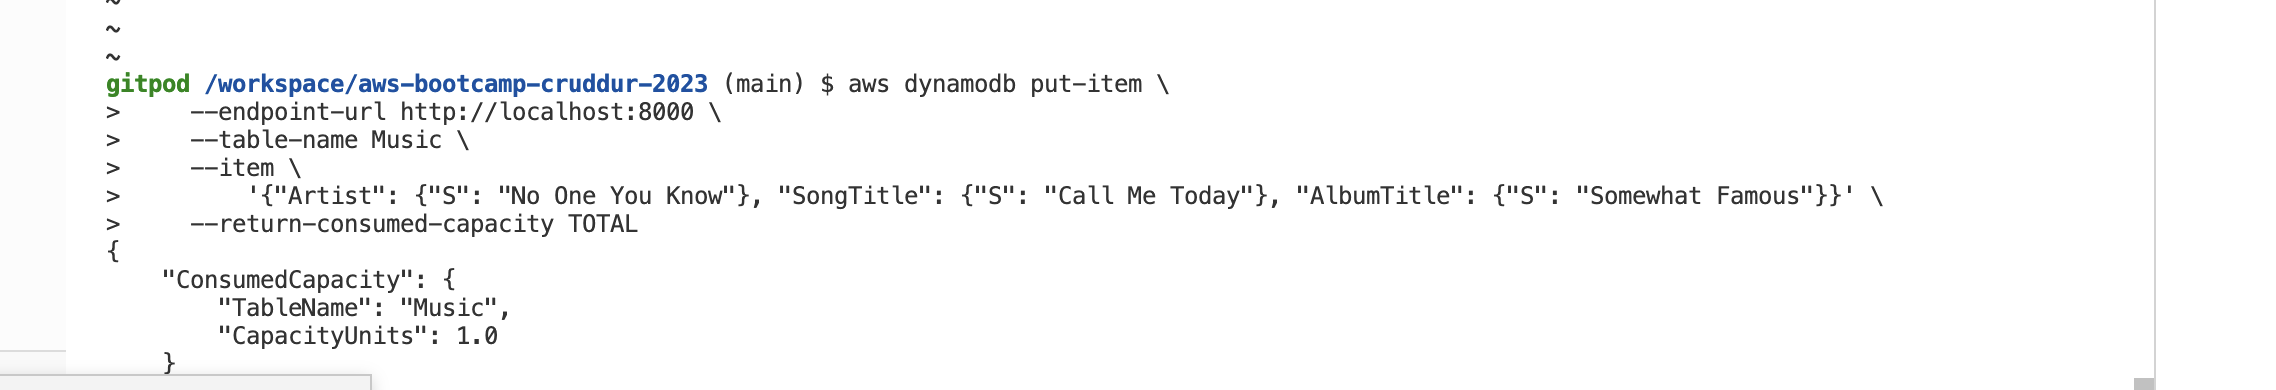 ~
~
~
gitpod /workspace/aws-bootcamp-cruddur-2023 (main) $ aws dynamodb put-item \
>     --endpoint-url http://localhost:8000 \
>     --table-name Music \
>     --item \
>         '{"Artist": {"S": "No One You Know"}, "SongTitle": {"S": "Call Me Today"}, "AlbumTitle": {"S": "Somewhat Famous"}}' \
>     --return-consumed-capacity TOTAL
{
    "ConsumedCapacity": {
        "TableName": "Music",
        "CapacityUnits": 1.0
    }